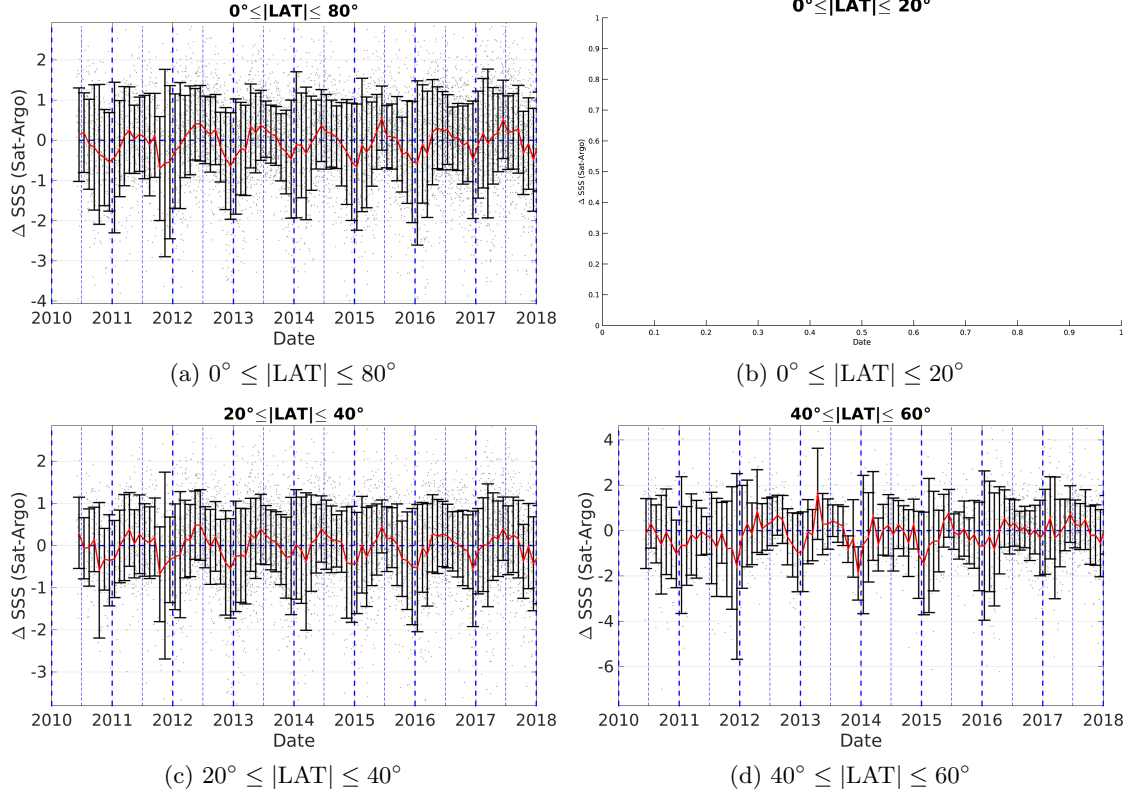 0°≤|LAT|≤ 80°
Δ SSS (Sat-Argo)
2
1
0
-1
-2
-3
-4
2010 2011 2012 2013 2014 2015 2016 2017 2018
Date
(a) 0° ≤ |LAT| ≤ 80°
0°≤|LAT|≤ 20°
Δ SSS (Sat-Argo)
1
0.9
0.8
0.7
0.6
0.5
0.4
0.3
0.2
0.1
0
0 0.1 0.2 0.3 0.4 0.5 0.6 0.7 0.8 0.9 1
Date
(b) 0° ≤ |LAT| ≤ 20°
20°≤|LAT|≤ 40°
Δ SSS (Sat-Argo)
2
1
0
-1
-2
-3
2010 2011 2012 2013 2014 2015 2016 2017 2018
Date
(c) 20° ≤ |LAT| ≤ 40°
40°≤|LAT|≤ 60°
Δ SSS (Sat-Argo)
4
2
0
-2
-4
-6
2010 2011 2012 2013 2014 2015 2016 2017 2018
Date
(d) 40° ≤ |LAT| ≤ 60°